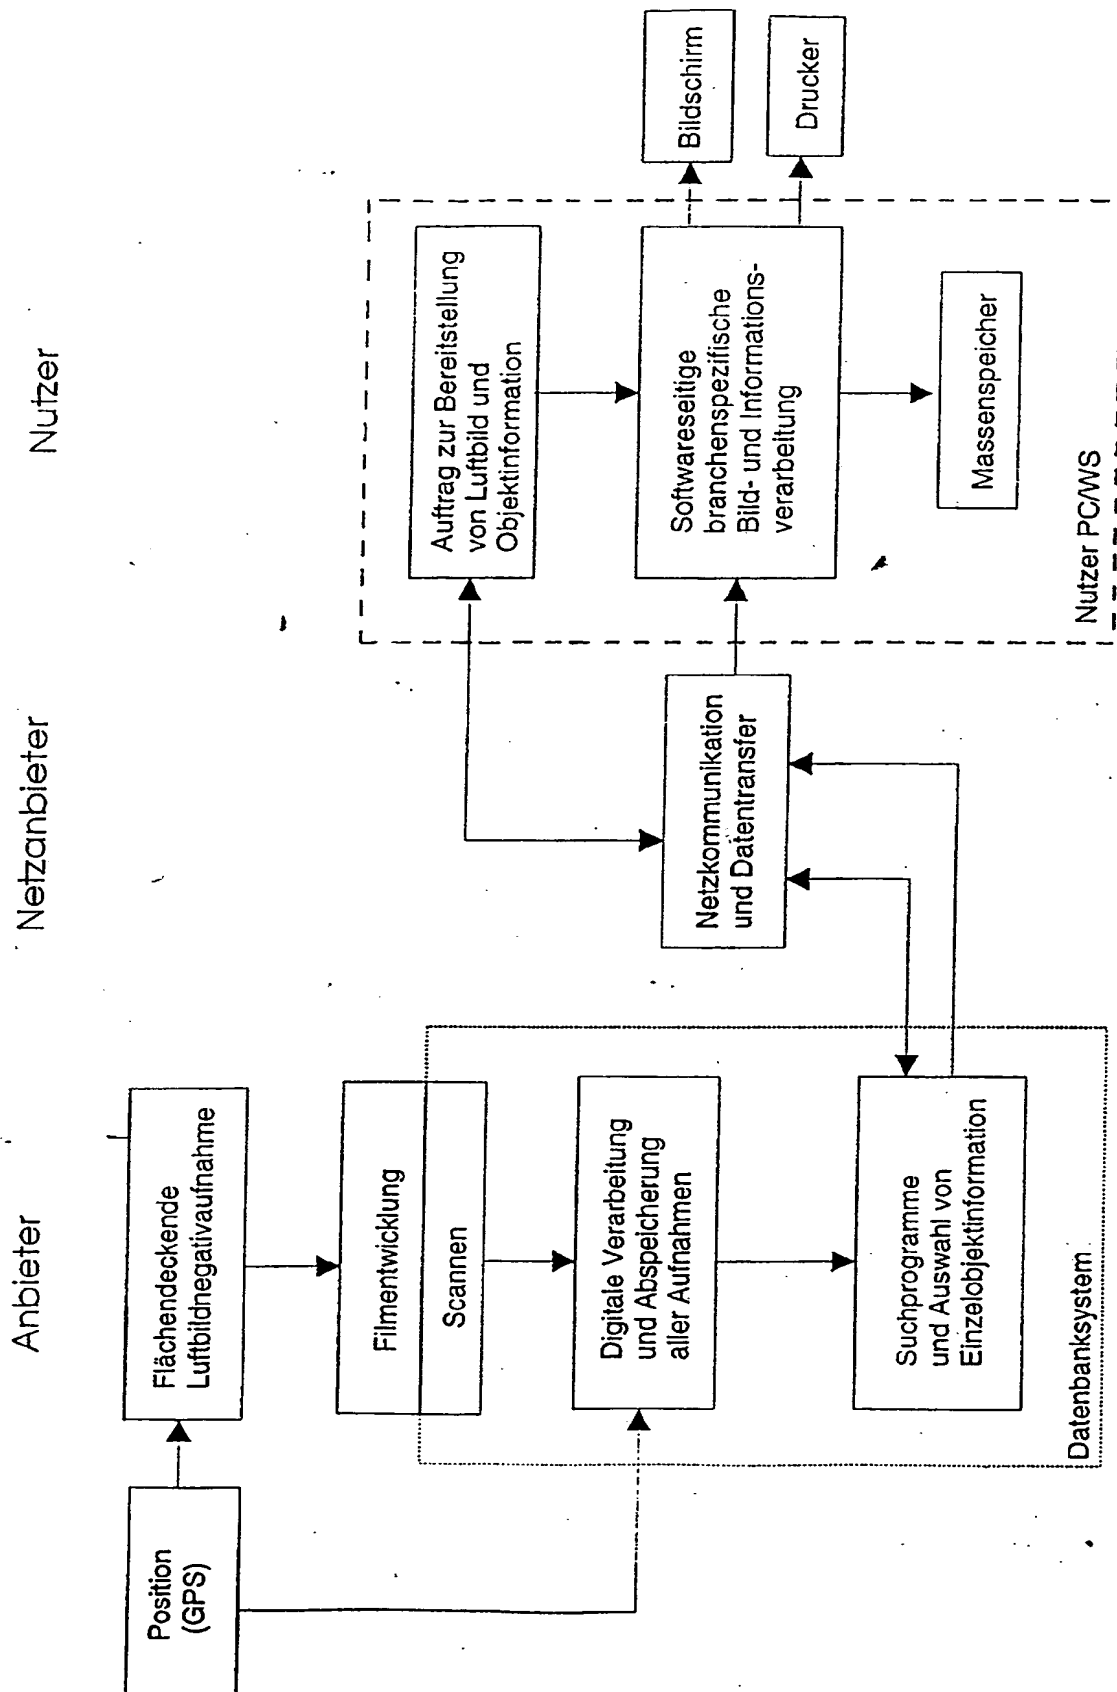 Anbieter
Netzanbieter
Nutzer
Position
(GPS)
Flächendeckende
Luftbildnegativaufnahme
Filmentwicklung
Scannen
Digitale Verarbeitung
und Abspeicherung
aller Aufnahmen
Suchprogramme
und Auswahl von
Einzelobjektinformation
Datenbanksystem
Netzkommunikation
und Datentransfer
Auftrag zur Bereitstellung
von Luftbild und
Objektinformation
Softwareseitige
branchenspezifische
Bild- und Informations-
verarbeitung
Massenspeicher
Nutzer PC/WS
Bildschirm
Drucker